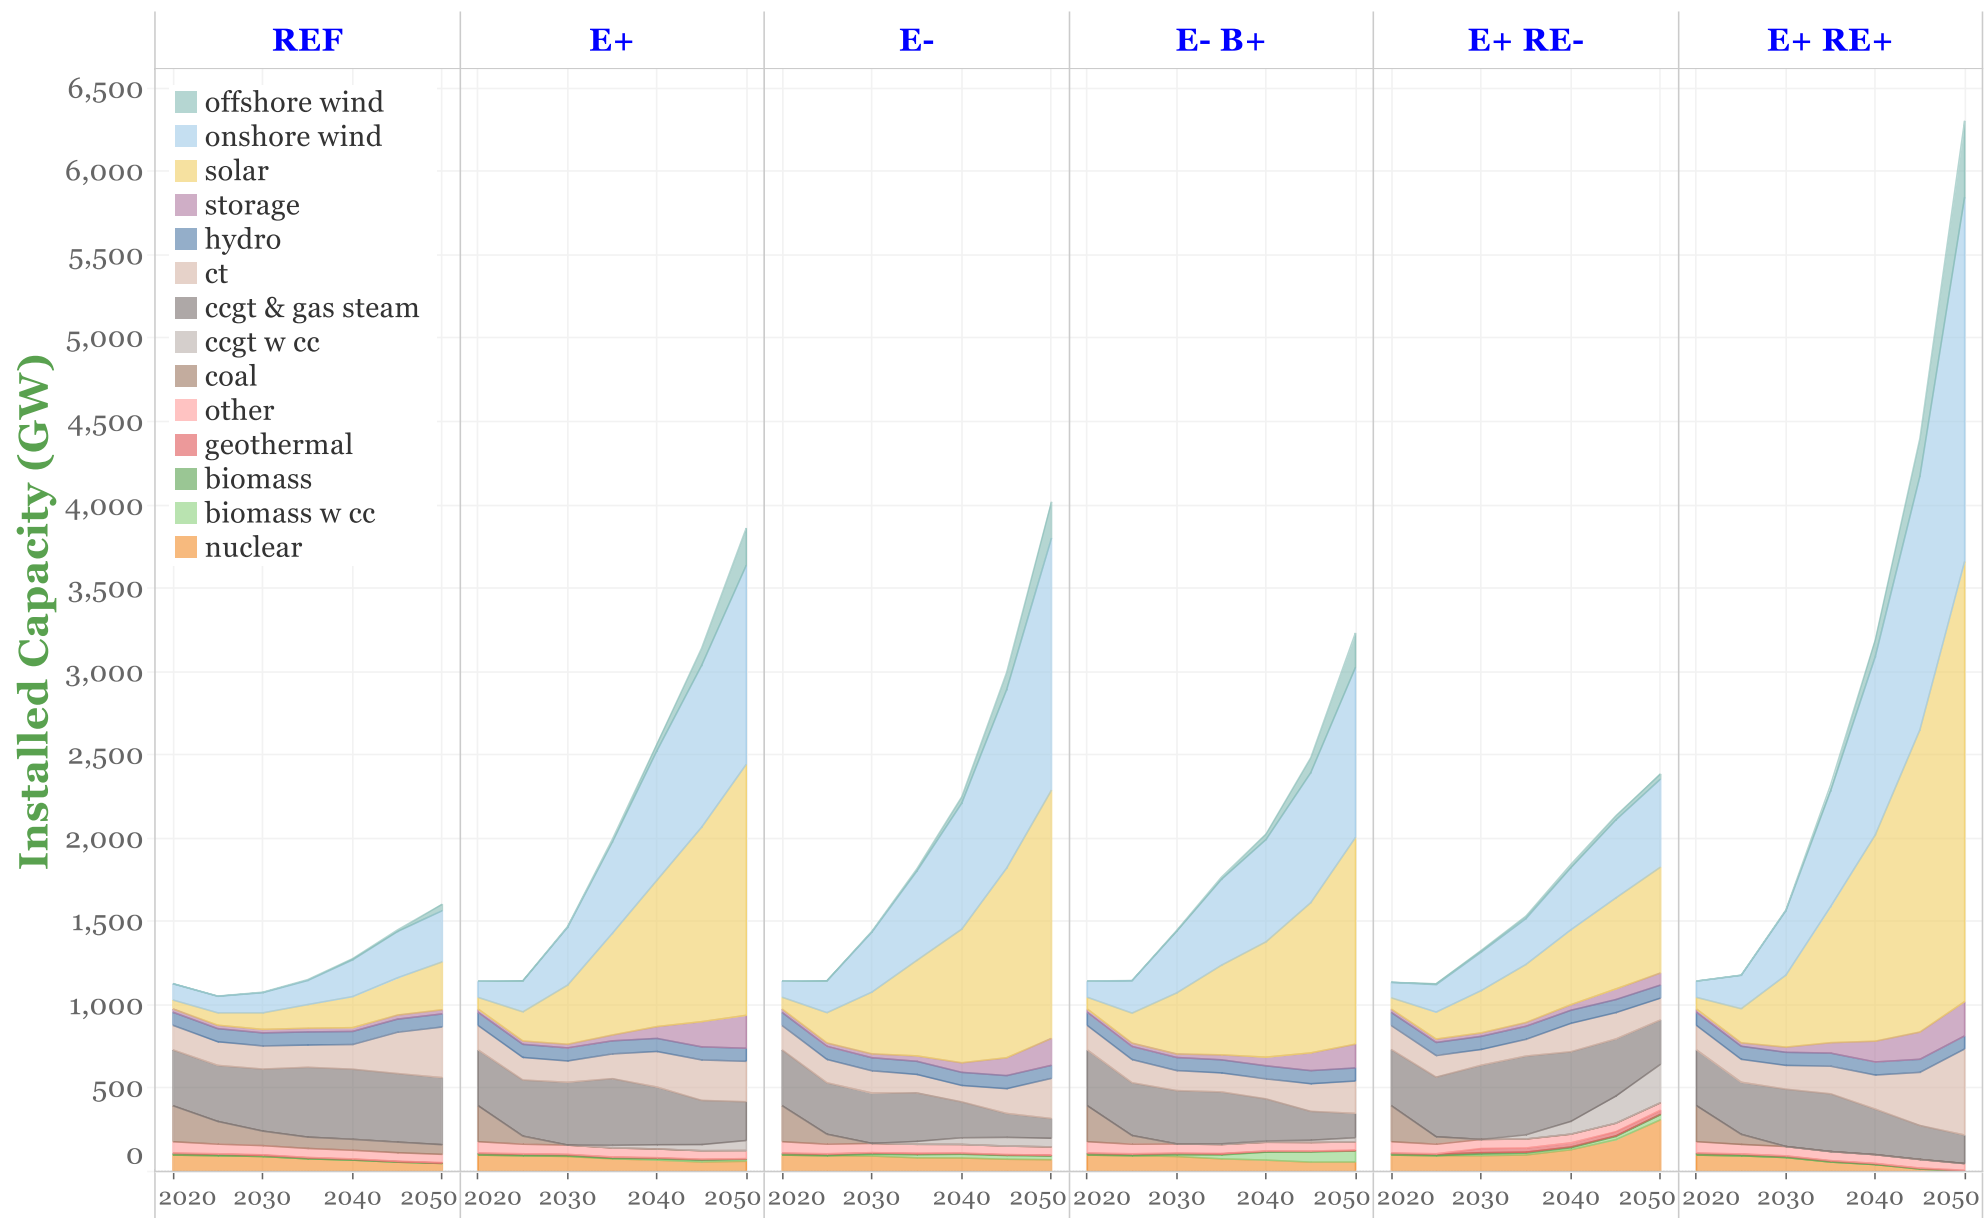 REF E+ E- E- B+ E+ RE- E+ RE+
Installed Capacity (GW)
6,500
6,000
5,500
5,000
4,500
4,000
3,500
3,000
2,500
2,000
1,500
1,000
500
0
offshore wind
onshore wind
solar
storage
hydro
ct
ccgt & gas steam
ccgt w cc
coal
other
geothermal
biomass
biomass w cc
nuclear
2020 2030 2040 2050 2020 2030 2040 2050 2020 2030 2040 2050 2020 2030 2040 2050 2020 2030 2040 2050 2020 2030 2040 2050